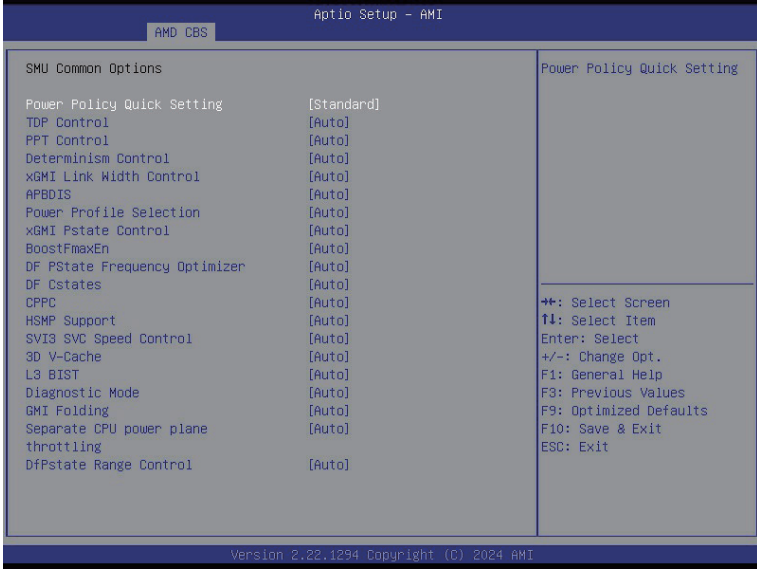 Aptio Setup – AMI
AMD CBS
SMU Common Options
Power Policy Quick Setting [Standard]
TDP Control [Auto]
PPT Control [Auto]
Determinism Control [Auto]
xGMI Link Width Control [Auto]
APBDIS [Auto]
Power Profile Selection [Auto]
xGMI Pstate Control [Auto]
BoostFmaxEn [Auto]
DF PState Frequency Optimizer [Auto]
DF Cstates [Auto]
CPPC [Auto]
HSMP Support [Auto]
SVI3 SVC Speed Control [Auto]
3D V-Cache [Auto]
L3 BIST [Auto]
Diagnostic Mode [Auto]
GMI Folding [Auto]
Separate CPU power plane [Auto]
throttling
DfPstate Range Control [Auto]
Power Policy Quick Setting
→←: Select Screen
↑↓: Select Item
Enter: Select
+/-: Change Opt.
F1: General Help
F3: Previous Values
F9: Optimized Defaults
F10: Save & Exit
ESC: Exit
Version 2.22.1294 Copyright (C) 2024 AMI